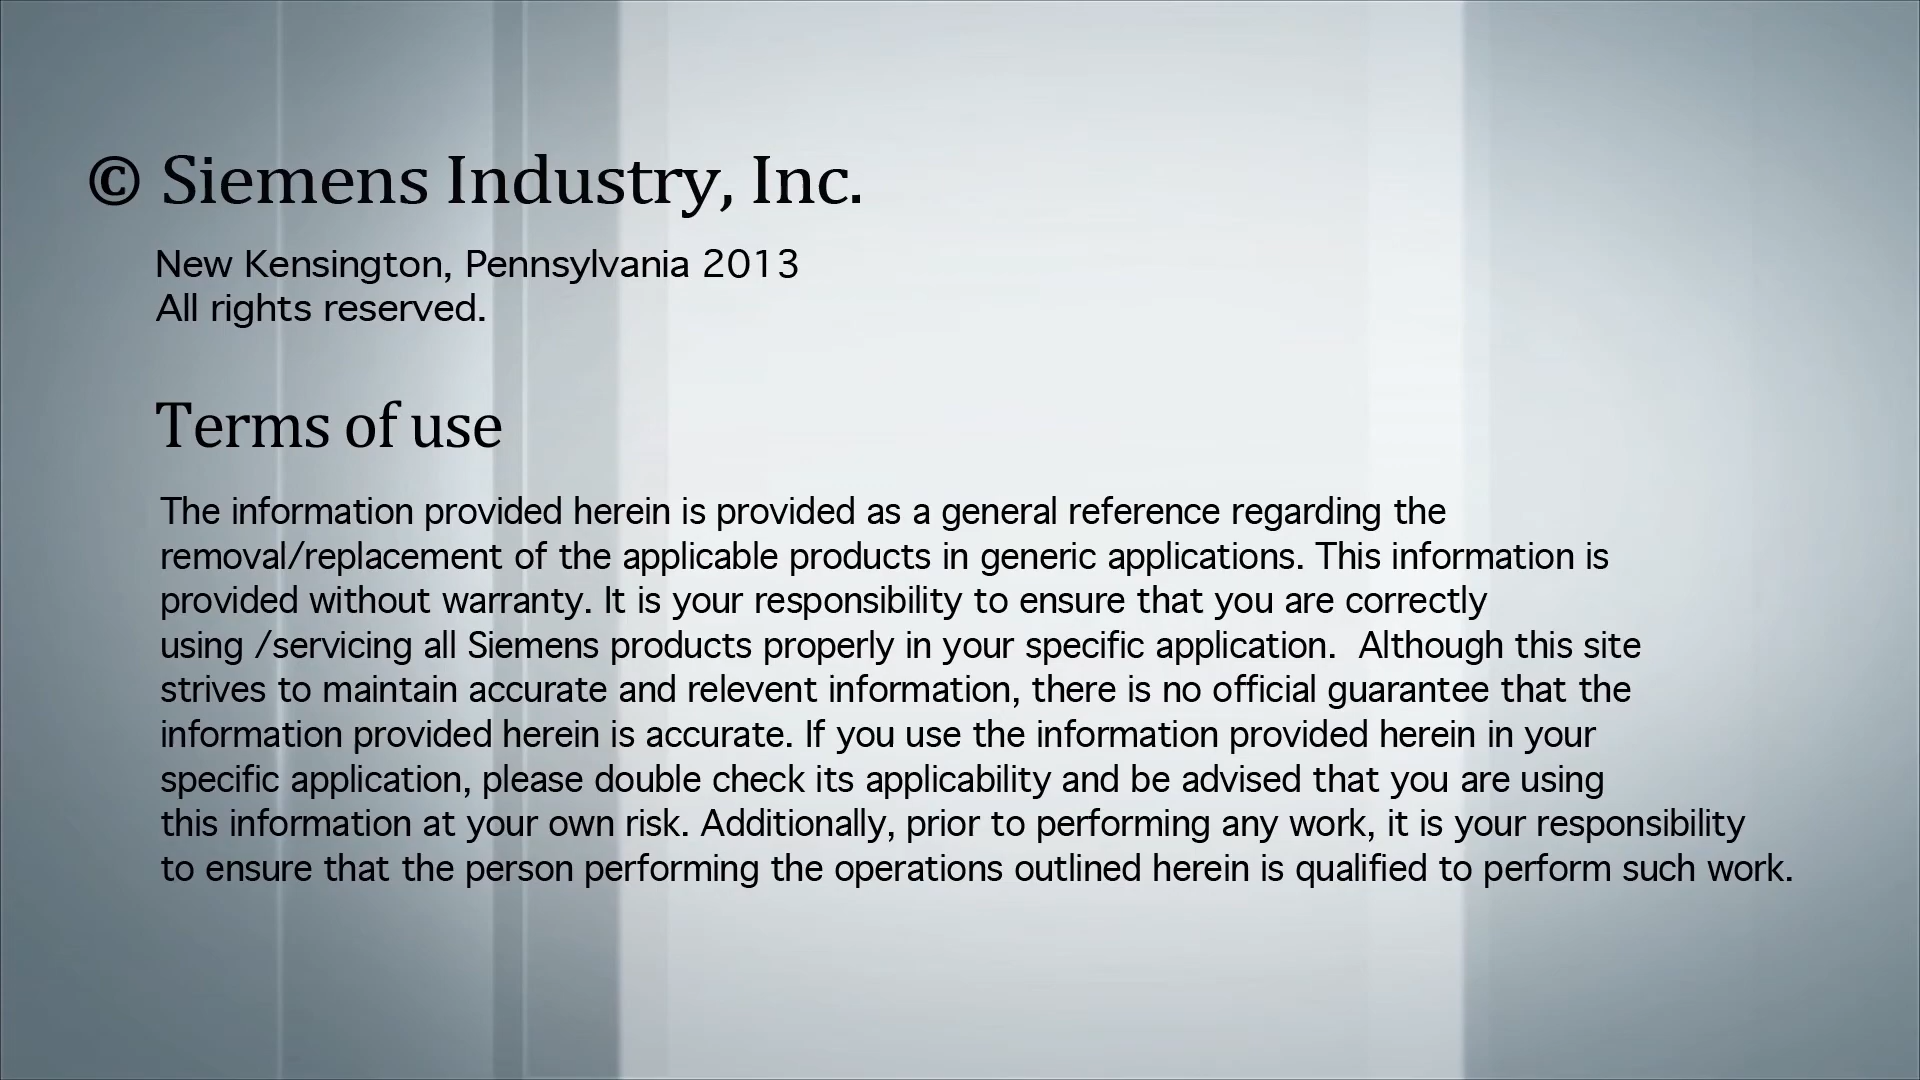 © Siemens Industry, Inc.
New Kensington, Pennsylvania 2013
All rights reserved.
Terms of use
The information provided herein is provided as a general reference regarding the
removal/replacement of the applicable products in generic applications. This information is
provided without warranty. It is your responsibility to ensure that you are correctly
using /servicing all Siemens products properly in your specific application.  Although this site
strives to maintain accurate and relevent information, there is no official guarantee that the
information provided herein is accurate. If you use the information provided herein in your
specific application, please double check its applicability and be advised that you are using
this information at your own risk. Additionally, prior to performing any work, it is your responsibility
to ensure that the person performing the operations outlined herein is qualified to perform such work.